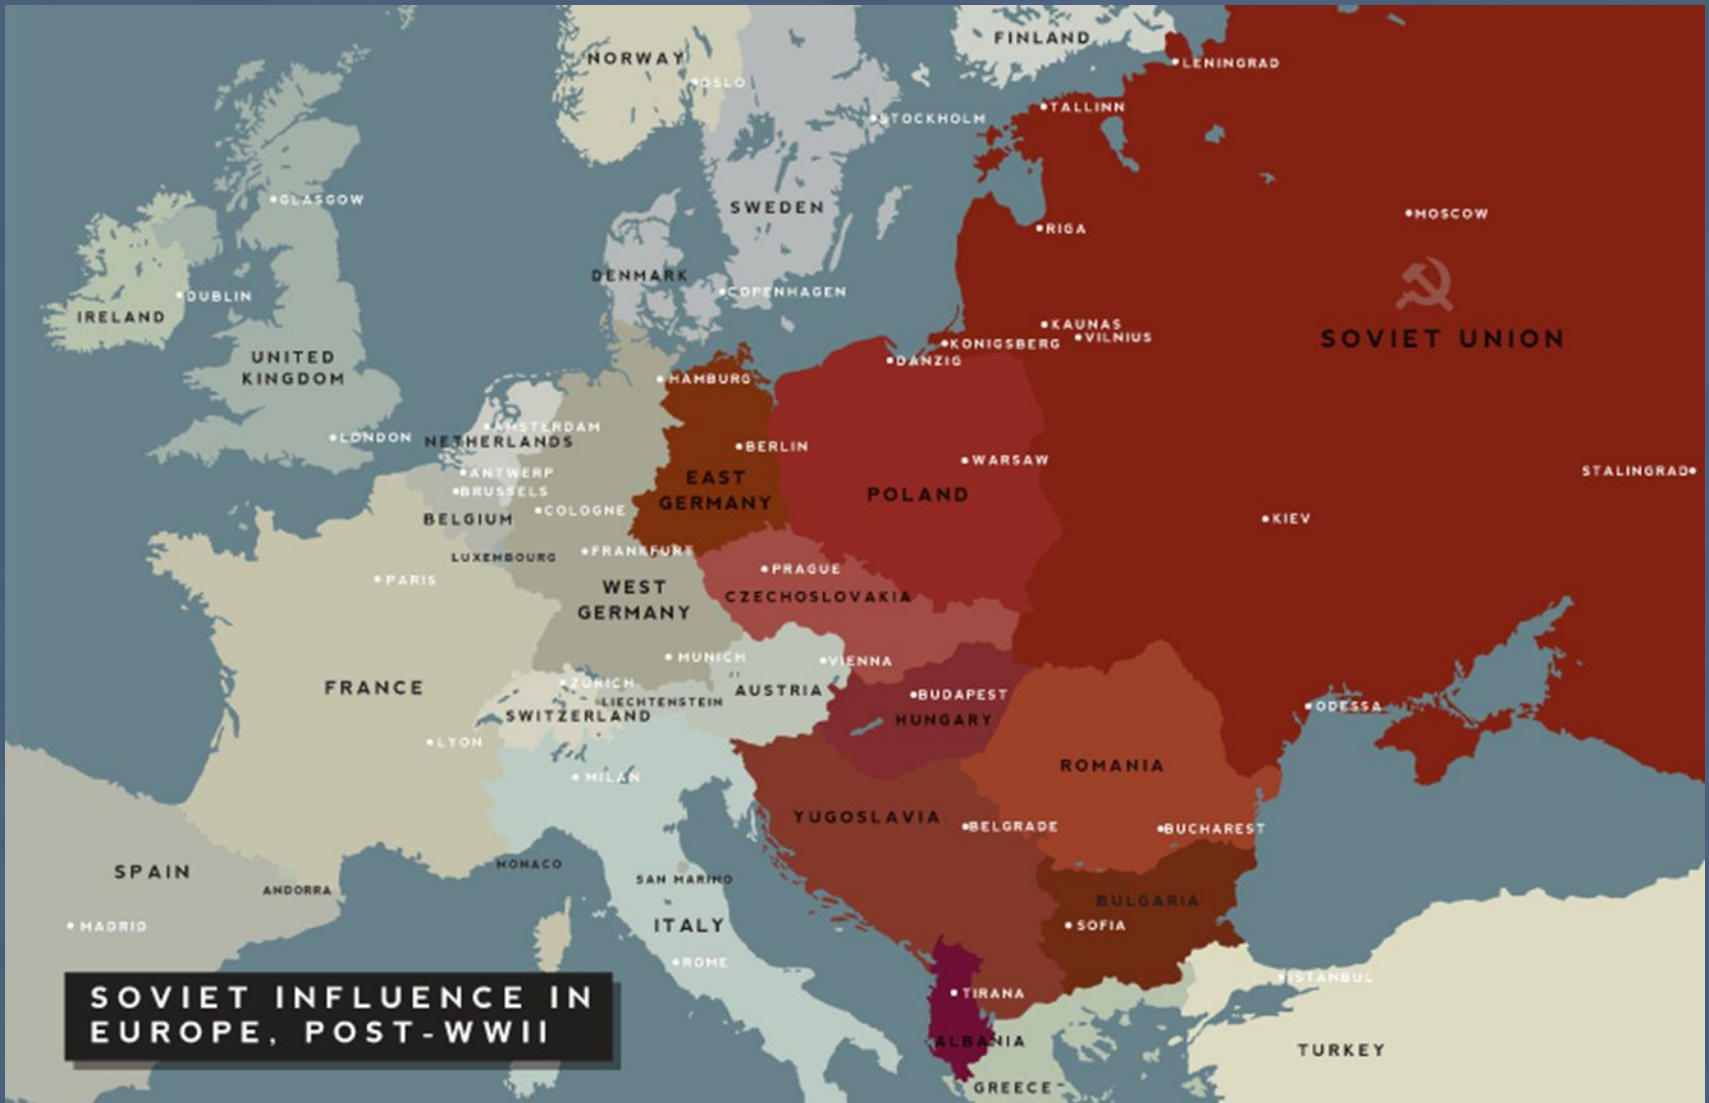 FINLAND
NORWAY
LENINGRAD
OSLO
TALLINN
STOCKHOLM
GLASGOW
SWEDEN
MOSCOW
RIGA
DENMARK
COPENHAGEN
DUBLIN
IRELAND
KAUNAS
VILNIUS
SOVIET UNION
KONIGSBERG
DANZIG
UNITED
KINGDOM
HAMBURG
AMSTERDAM
LONDON
NETHERLANDS
BERLIN
WARSAW
ANTWERP
STALINGRAD
EAST
GERMANY
BRUSSELS
POLAND
COLOGNE
BELGIUM
KIEV
FRANKFURT
LUXEMBOURG
PRAGUE
PARIS
WEST
GERMANY
CZECHOSLOVAKIA
MUNICH
VIENNA
ZURICH
FRANCE
AUSTRIA
BUDAPEST
LIECHTENSTEIN
ODESSA
SWITZERLAND
HUNGARY
LYON
ROMANIA
MILAN
YUGOSLAVIA
BELGRADE
BUCHAREST
MONACO
SPAIN
SAN MARINO
ANDORRA
BULGARIA
MADRID
ITALY
SOFIA
ROME
ISTANBUL
TIRANA
SOVIET INFLUENCE IN
EUROPE, POST-WWII
ALBANIA
TURKEY
GREECE